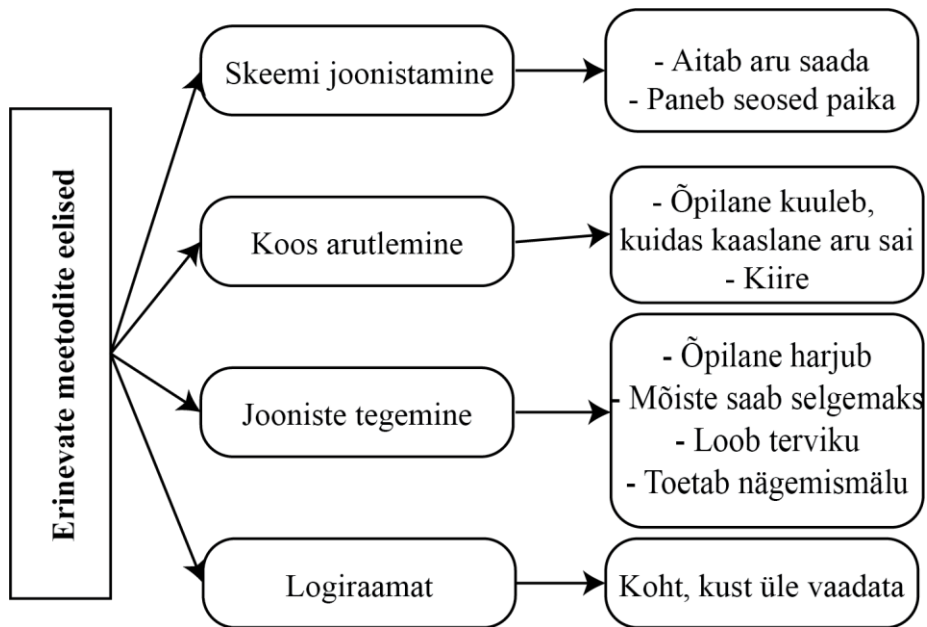 Erinevate meetodite eelised
Skeemi joonistamine
- Aitab aru saada
- Paneb seosed paika
Koos arutlemine
- Õpilane kuuleb,
kuidas kaaslane aru sai
- Kiire
Jooniste tegemine
- Õpilane harjub
- Mõiste saab selgemaks
- Loob terviku
- Toetab nägemismälu
Logiraamat
Koht, kust üle vaadata